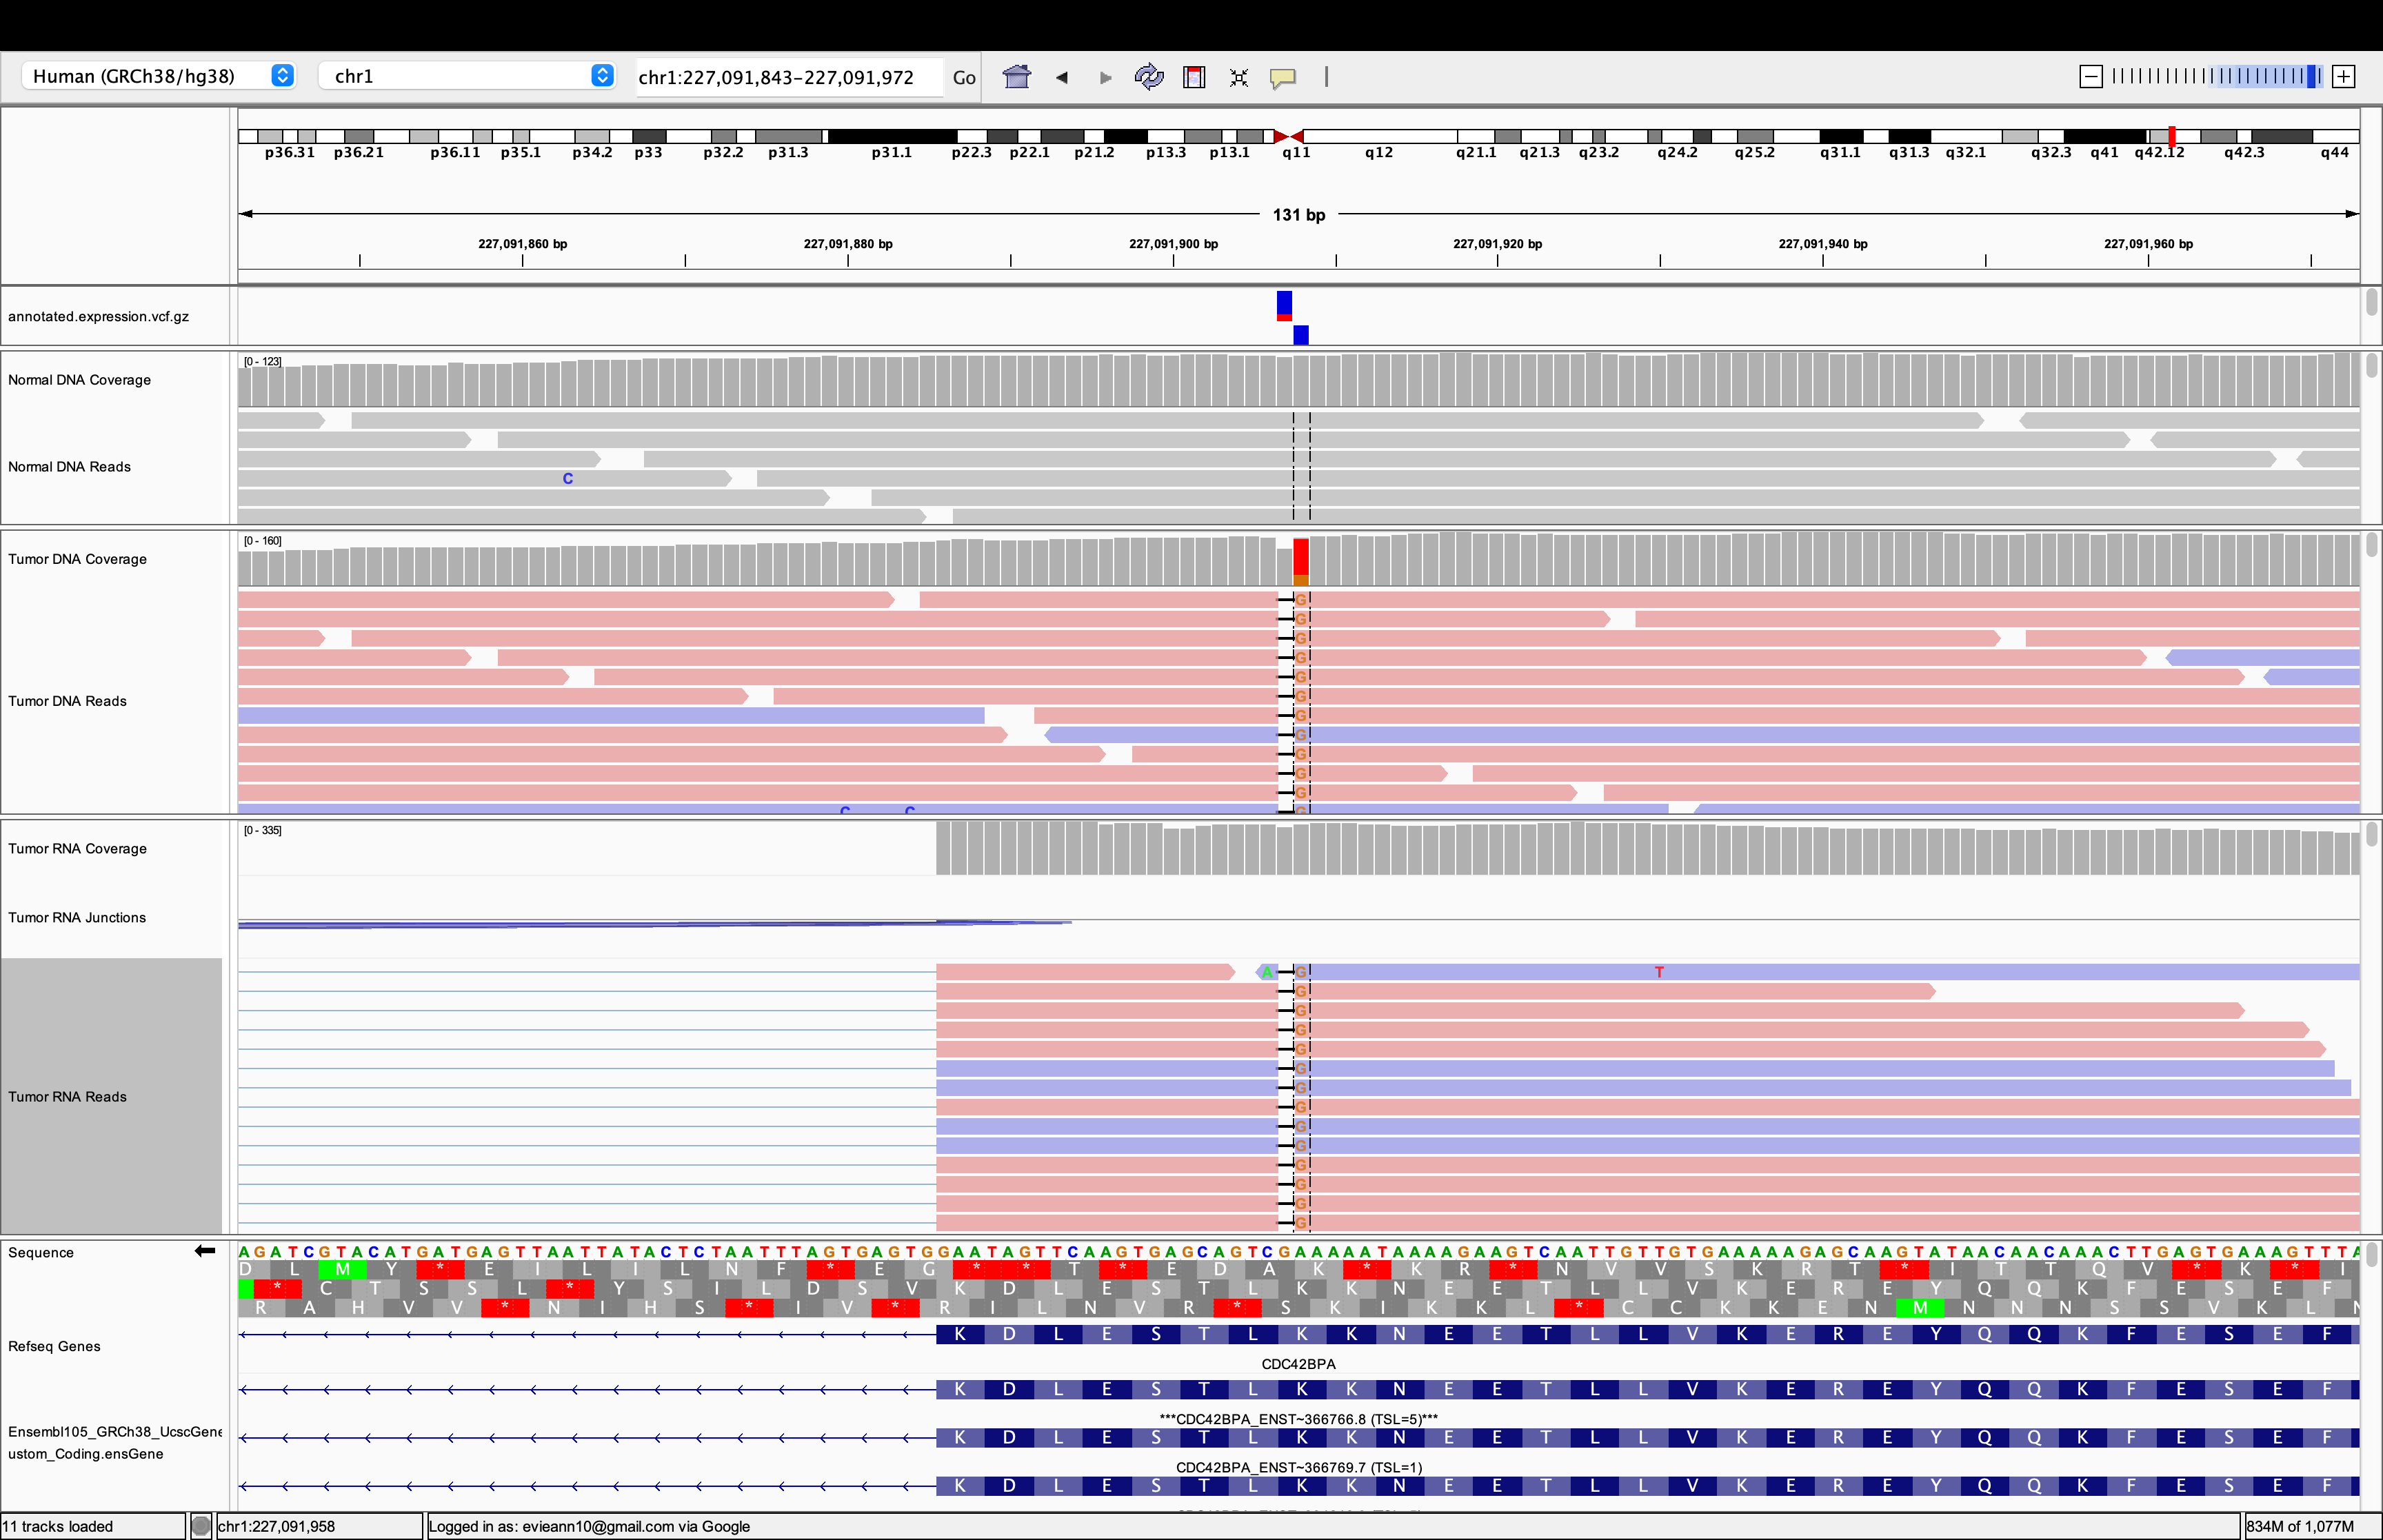 Human (GRCh38/hg38) chr1 chr1:227,091,843-227,091,972 Go
p36.31 p36.21 p36.11 p35.1 p34.2 p33 p32.2 p31.3 p31.1 p22.3 p22.1 p21.2 p13.3 p13.1 q11 q12 q21.1 q21.3 q23.2 q24.2 q25.2 q31.1 q31.3 q32.1 q32.3 q41 q42.12 q42.3 q44
131 bp
227,091,860 bp 227,091,880 bp 227,091,900 bp 227,091,920 bp 227,091,940 bp 227,091,960 bp
annotated.expression.vcf.gz
[0 - 123]
Normal DNA Coverage
Normal DNA Reads
C
[0 - 160]
Tumor DNA Coverage
G
G
G
G
G
Tumor DNA Reads
G
G
G
G
G
G
C C G
[0 - 335]
Tumor RNA Coverage
Tumor RNA Junctions
A G T
G
G
G
G
G
G
Tumor RNA Reads
G
G
G
G
G
G
G
Sequence AGATCGTACATGATGAGTTAATTATACTCTAATTTAGTGAGTGGAATAGTTCAAGTGAGCAGTCGAAAAATAAAAGAAGTCAATTGTTGTGAAAAAGAGCAAGTATAACAACAAACTTGAGTGAAAGTTTA
D L M Y * E I L I L N F * E G * * T * E D A K * K R * N V V S K R T * I T T Q V * K * I
* C T S S L * Y S I L D S V K D L E S T L K K N E E T L L V K E R E Y Q Q K F E S E F
R A H V V * N I H S * I V * R I L N V R * S K I K K L * C C K K E N M N N N S S V K L N
Refseq Genes
K D L E S T L K K N E E T L L V K E R E Y Q Q K F E S E F
CDC42BPA
K D L E S T L K K N E E T L L V K E R E Y Q Q K F E S E F
***CDC42BPA_ENST~366766.8 (TSL=5)***
Ensembl105_GRCh38_UcscGene
ustom_Coding.ensGene
K D L E S T L K K N E E T L L V K E R E Y Q Q K F E S E F
CDC42BPA_ENST~366769.7 (TSL=1)
K D L E S T L K K N E E T L L V K E R E Y Q Q K F E S E F
11 tracks loaded chr1:227,091,958 Logged in as: evieann10@gmail.com via Google 834M of 1,077M